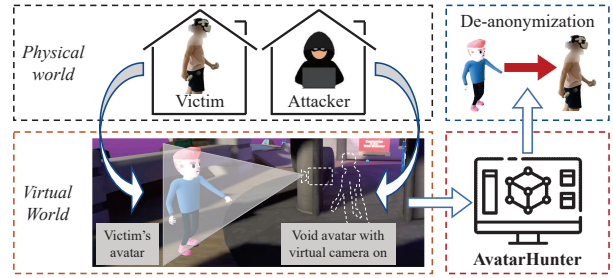 De-anonymization
Physical
world
Victim
Attacker
Virtual
World
Victim's
avatar
Void avatar with
virtual camera on
AvatarHunter